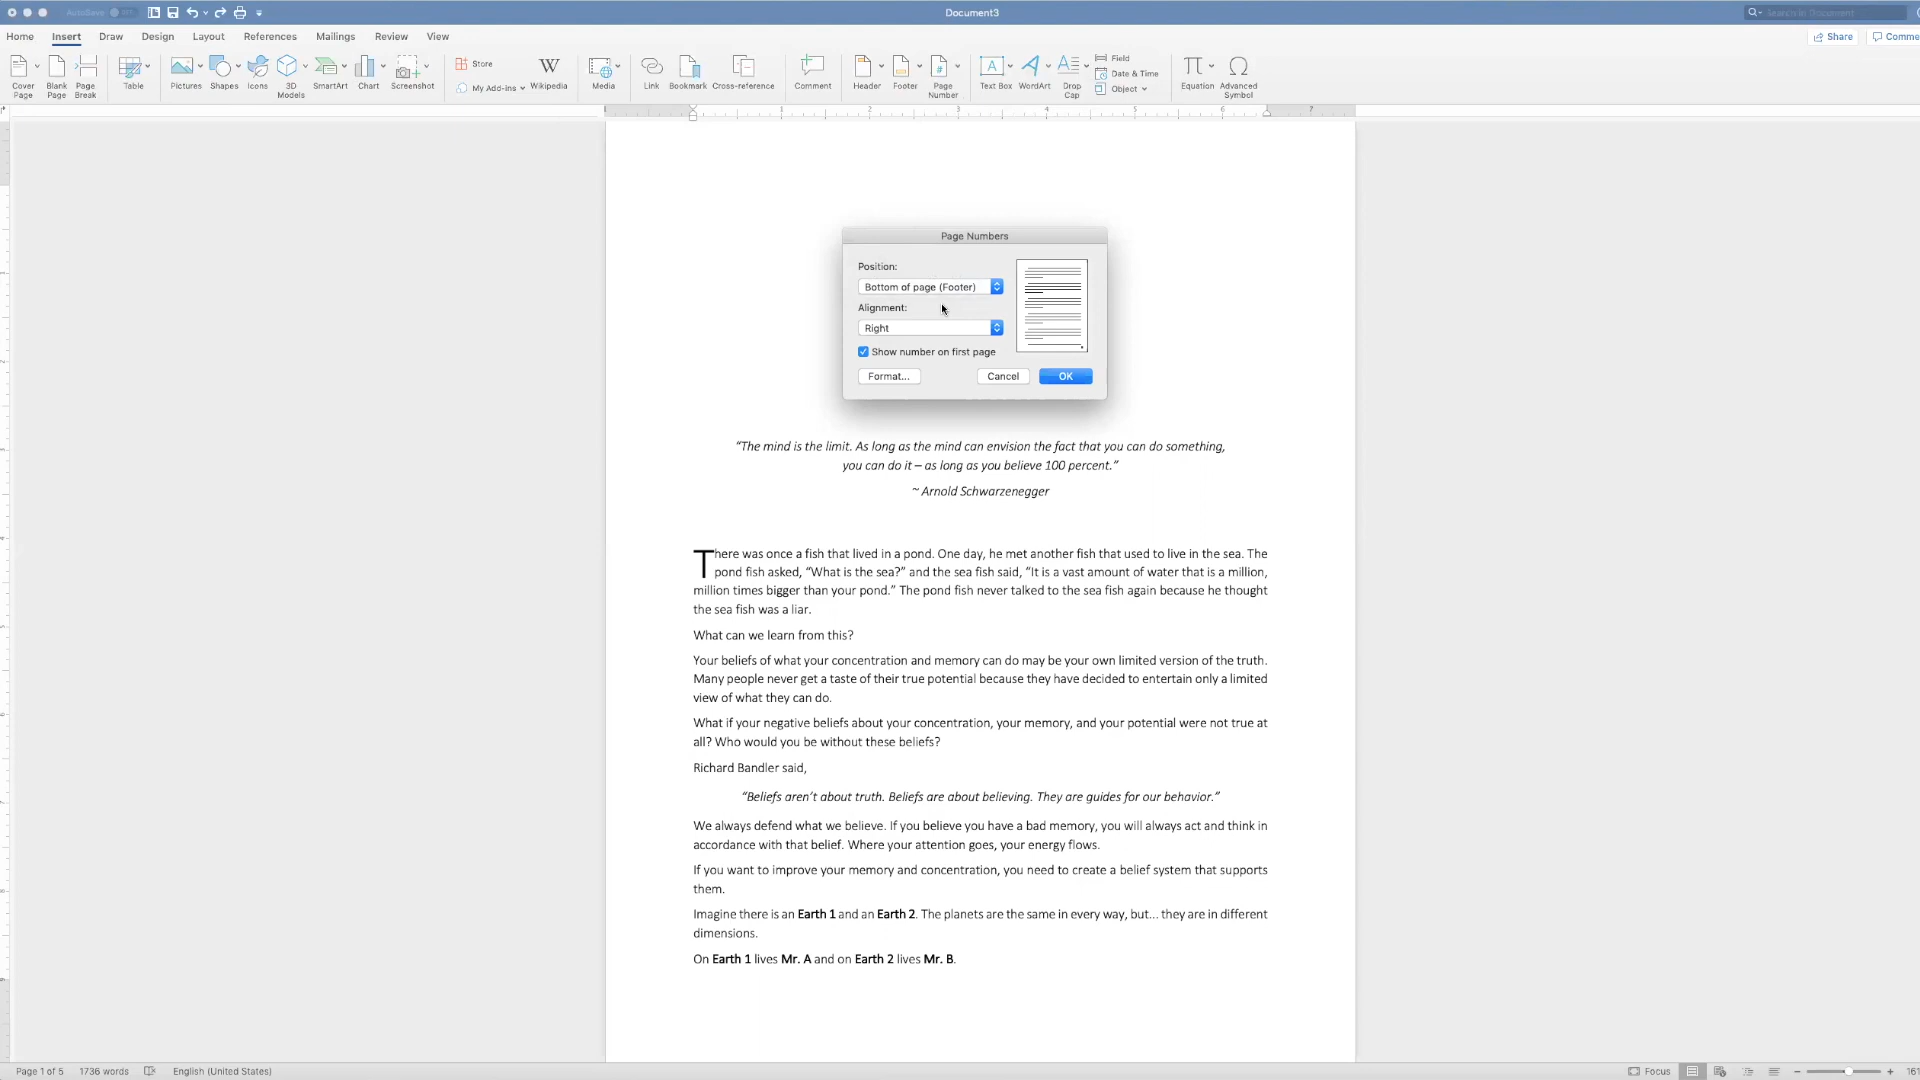 AutoSave
Document3
Search in Document
Home Insert Draw Design Layout References Mailings Review View
Share
Comme
Cover Page
Blank Page
Page Break
Table
Pictures
Shapes
Icons
3D Models
SmartArt
Chart
Screenshot
Store
My Add-ins
W
Wikipedia
Media
Link
Bookmark
Cross-reference
Comment
Header
Footer
Page Number
Text Box
WordArt
Drop Cap
Field
Date & Time
Object
Equation
Advanced Symbol
1 2 3 4 5 6 7
Page Numbers
Position:
Bottom of page (Footer)
Alignment:
Right
Show number on first page
Format...
Cancel
OK
“The mind is the limit. As long as the mind can envision the fact that you can do something,
you can do it – as long as you believe 100 percent.”
~ Arnold Schwarzenegger
There was once a fish that lived in a pond. One day, he met another fish that used to live in the sea. The
pond fish asked, “What is the sea?” and the sea fish said, “It is a vast amount of water that is a million,
million times bigger than your pond.” The pond fish never talked to the sea fish again because he thought
the sea fish was a liar.
What can we learn from this?
Your beliefs of what your concentration and memory can do may be your own limited version of the truth.
Many people never get a taste of their true potential because they have decided to entertain only a limited
view of what they can do.
What if your negative beliefs about your concentration, your memory, and your potential were not true at
all? Who would you be without these beliefs?
Richard Bandler said,
“Beliefs aren’t about truth. Beliefs are about believing. They are guides for our behavior.”
We always defend what we believe. If you believe you have a bad memory, you will always act and think in
accordance with that belief. Where your attention goes, your energy flows.
If you want to improve your memory and concentration, you need to create a belief system that supports
them.
Imagine there is an Earth 1 and an Earth 2. The planets are the same in every way, but... they are in different
dimensions.
On Earth 1 lives Mr. A and on Earth 2 lives Mr. B.
Page 1 of 5 1736 words English (United States)
Focus
161